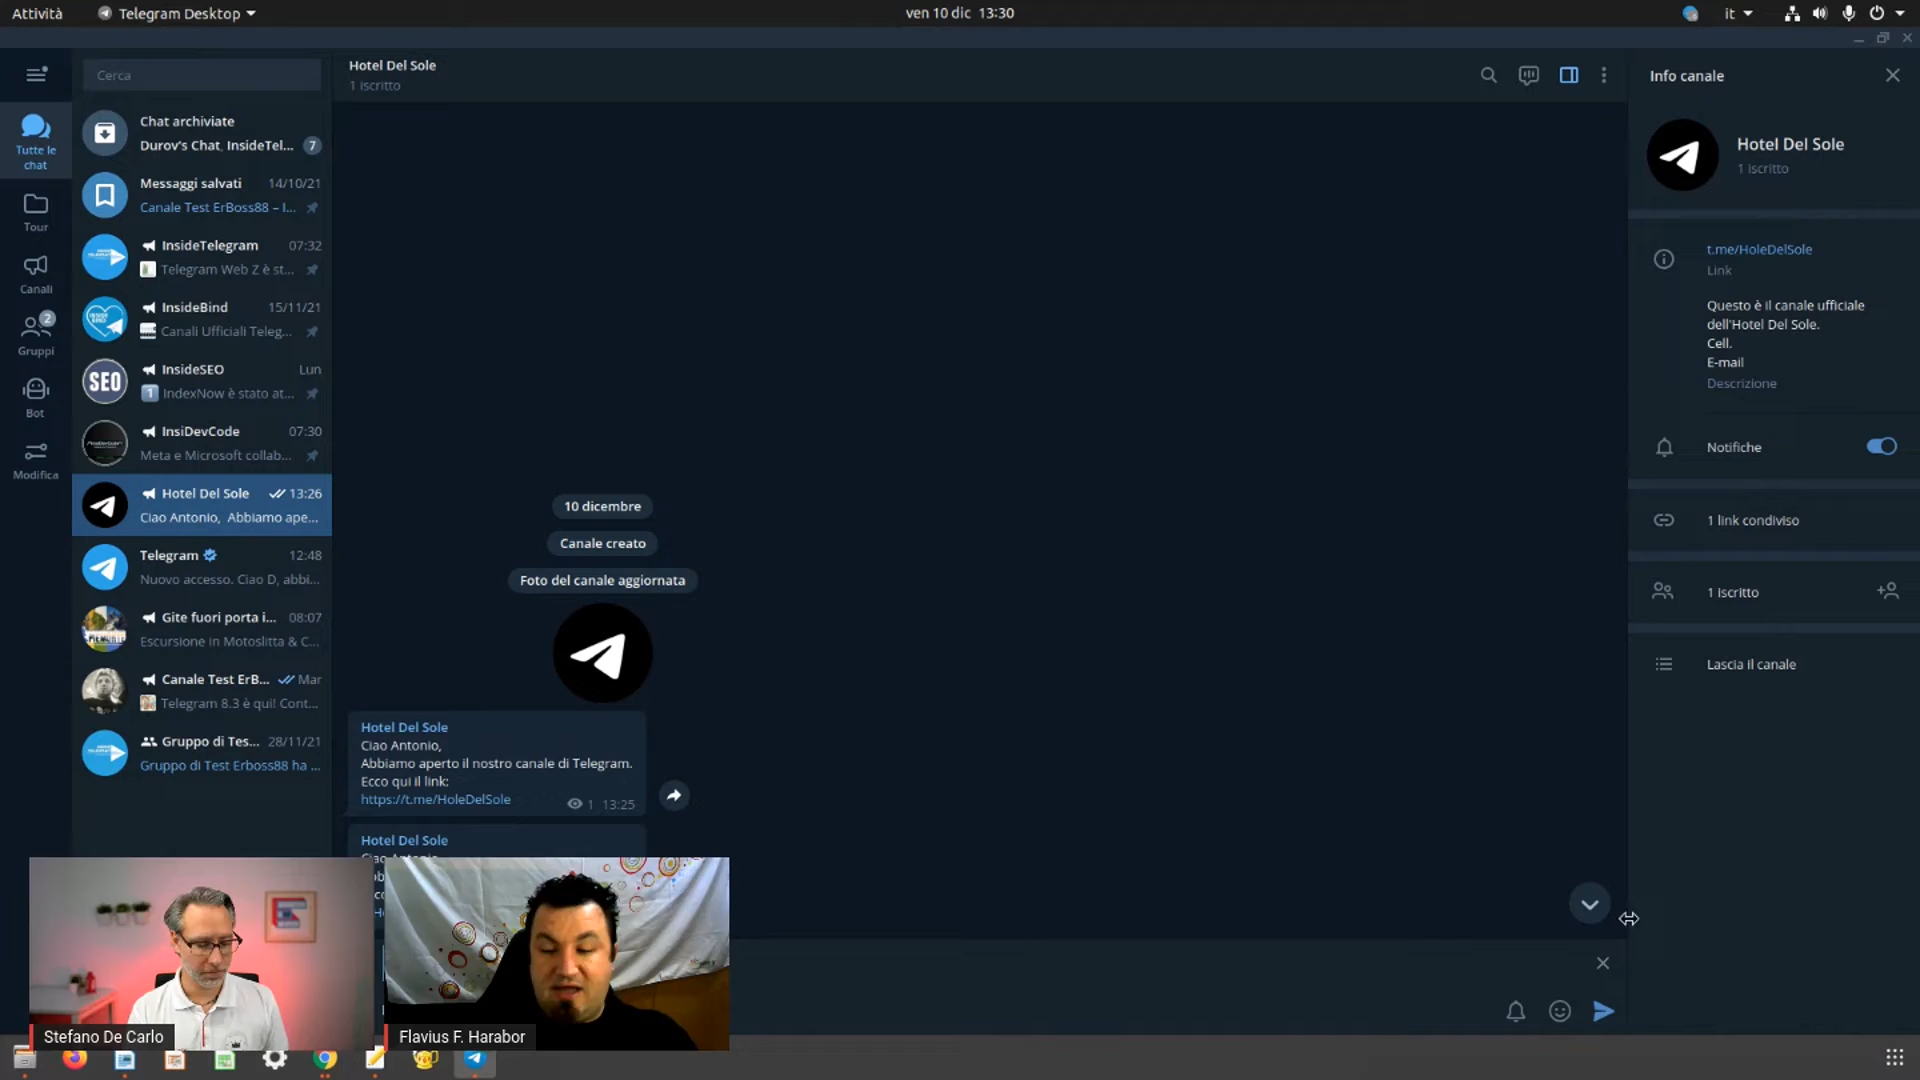 Attività
Telegram Desktop
ven 10 dic 13:30
it
Cerca
Tutte le
chat
Tour
Canali
2
Gruppi
Bot
Modifica
Chat archiviate
Durov's Chat, InsideTel...
7
Messaggi salvati 14/10/21
Canale Test ErBoss88 – I...
InsideTelegram 07:32
Telegram Web Z è st...
InsideBind 15/11/21
Canali Ufficiali Teleg...
SEO
InsideSEO Lun
1 IndexNow è stato at...
InsiDevCode 07:30
Meta e Microsoft collab...
Hotel Del Sole 13:26
Ciao Antonio, Abbiamo ape...
Telegram 12:48
Nuovo accesso. Ciao D, abbi...
Gite fuori porta i... 08:07
Escursione in Motoslitta & C...
Canale Test ErB... Mar
Telegram 8.3 è qui! Cont...
Gruppo di Tes... 28/11/21
Gruppo di Test Erboss88 ha ...
Hotel Del Sole
1 iscritto
10 dicembre
Canale creato
Foto del canale aggiornata
Hotel Del Sole
Ciao Antonio,
Abbiamo aperto il nostro canale di Telegram.
Ecco qui il link:
https://t.me/HoleDelSole
1 13:25
Hotel Del Sole
Info canale
Hotel Del Sole
1 iscritto
t.me/HoleDelSole
Link
Questo è il canale ufficiale
dell'Hotel Del Sole.
Cell.
E-mail
Descrizione
Notifiche
1 link condiviso
1 iscritto
Lascia il canale
Stefano De Carlo
Flavius F. Harabor